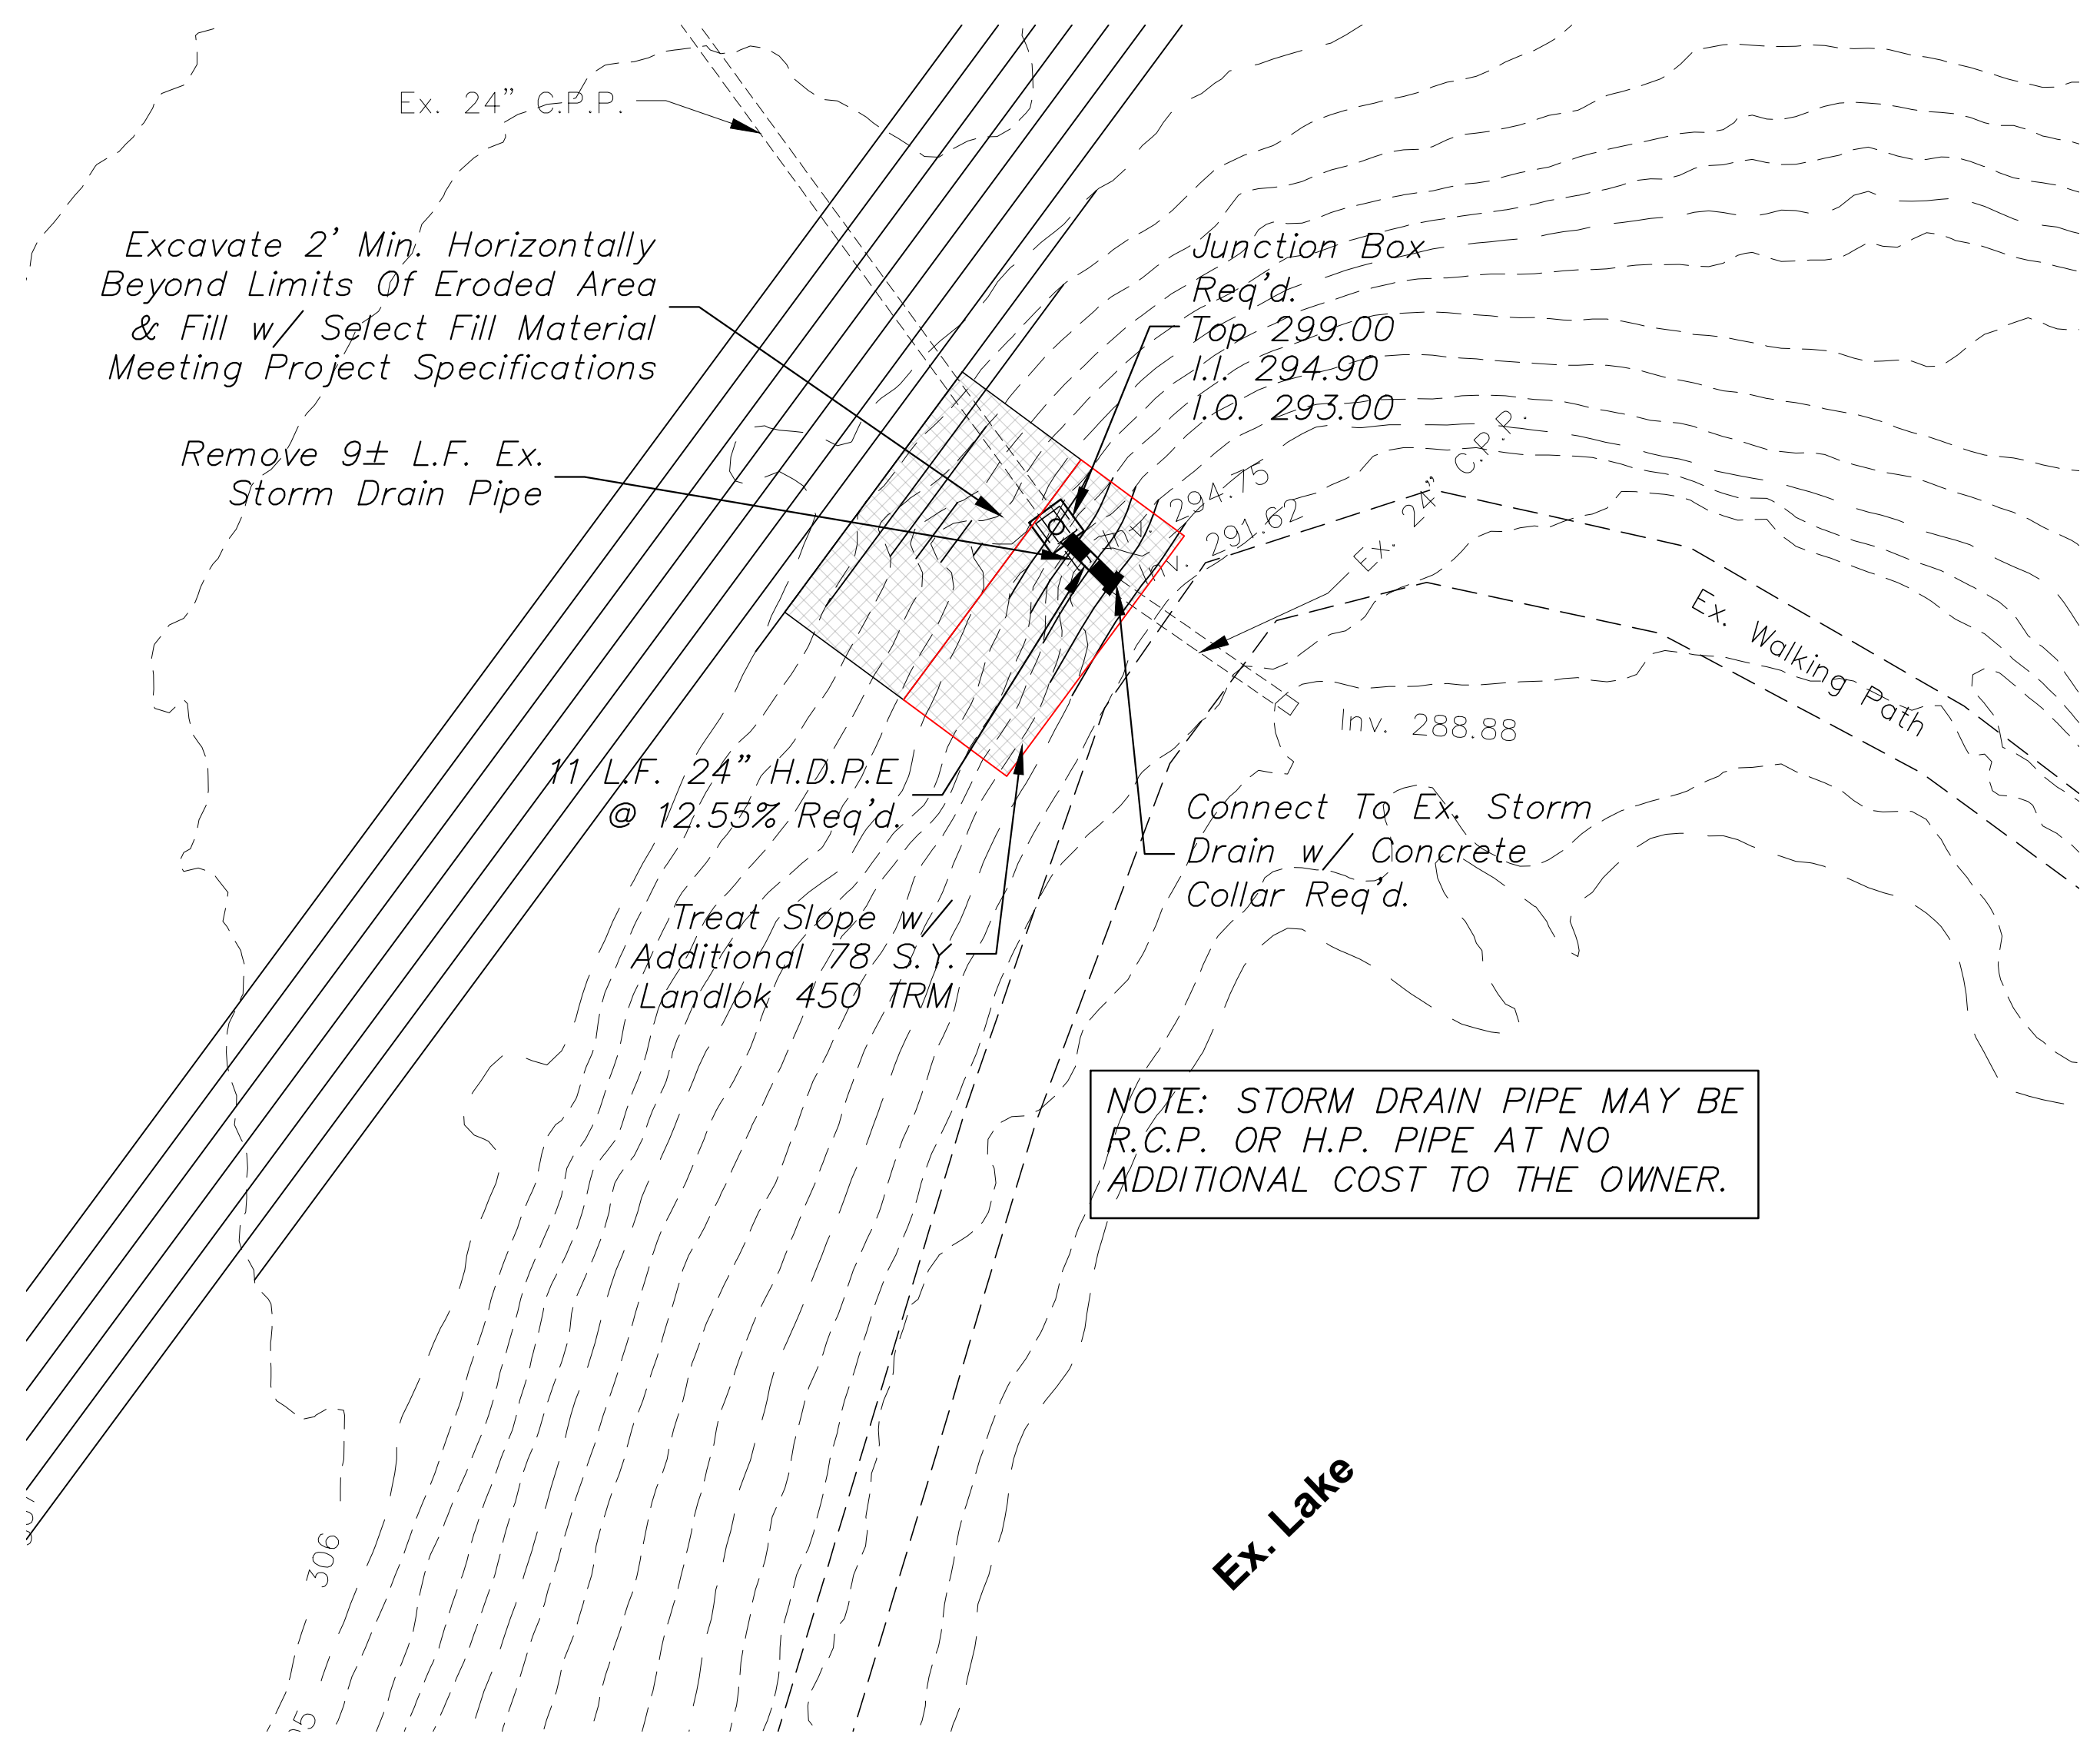 Ex. 24" C.P.P.
Excavate 2' Min. Horizontally
Beyond Limits Of Eroded Area
& Fill w/ Select Fill Material
Meeting Project Specifications
Junction Box
Req'd.
Top 299.00
I.I. 294.90
I.O. 293.00
Remove 9± L.F. Ex.
Storm Drain Pipe
Inv. 294.75
Inv. 291.62
Ex. 24" C.P.P.
Ex. Walking Path
Inv. 288.88
11 L.F. 24" H.D.P.E
@ 12.55% Req'd.
Connect To Ex. Storm
Drain w/ Concrete
Collar Req'd.
Treat Slope w/
Additional 78 S.Y.
Landlok 450 TRM
NOTE: STORM DRAIN PIPE MAY BE
R.C.P. OR H.P. PIPE AT NO
ADDITIONAL COST TO THE OWNER.
Ex. Lake
306